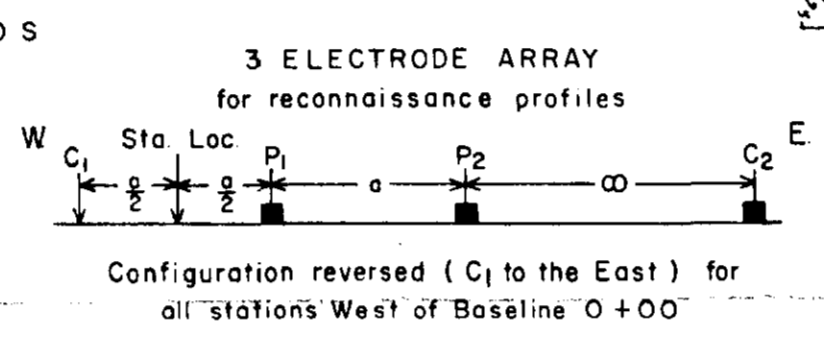 S
3 ELECTRODE ARRAY
for reconnaissance profiles
W Sta. Loc. E.
C₁ P₁ P₂ C₂
a/2 a/2 a ∞
Configuration reversed ( C₁ to the East ) for
all stations West of Baseline 0 + 00